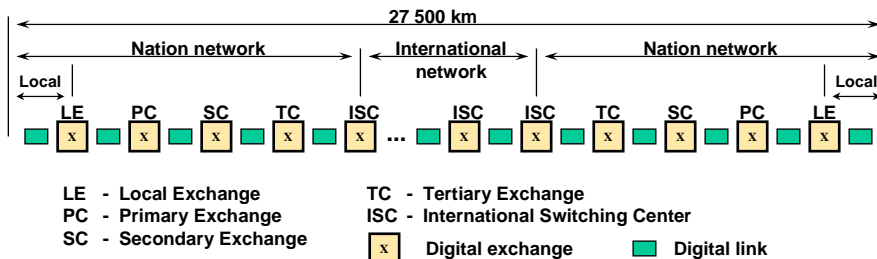 27 500 km
Nation network International network Nation network
Local Local
LE PC SC TC ISC ISC ISC TC SC PC LE
x x x x x ... x x x x x x
LE - Local Exchange
PC - Primary Exchange
SC - Secondary Exchange
TC - Tertiary Exchange
ISC - International Switching Center
x Digital exchange Digital link